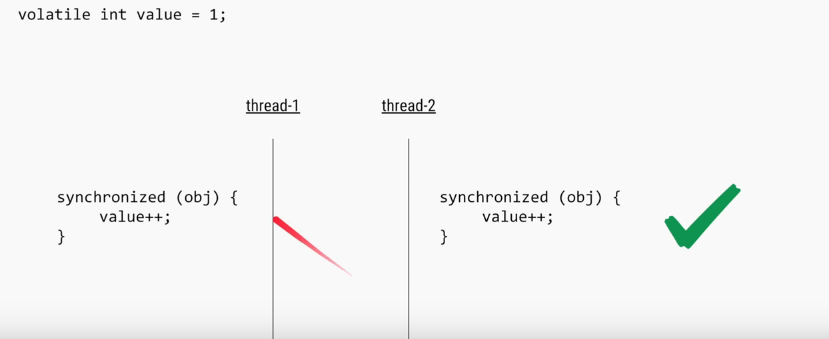 volatile int value = 1;
thread-1 thread-2
synchronized (obj) { synchronized (obj) {
value++; value++;
} }